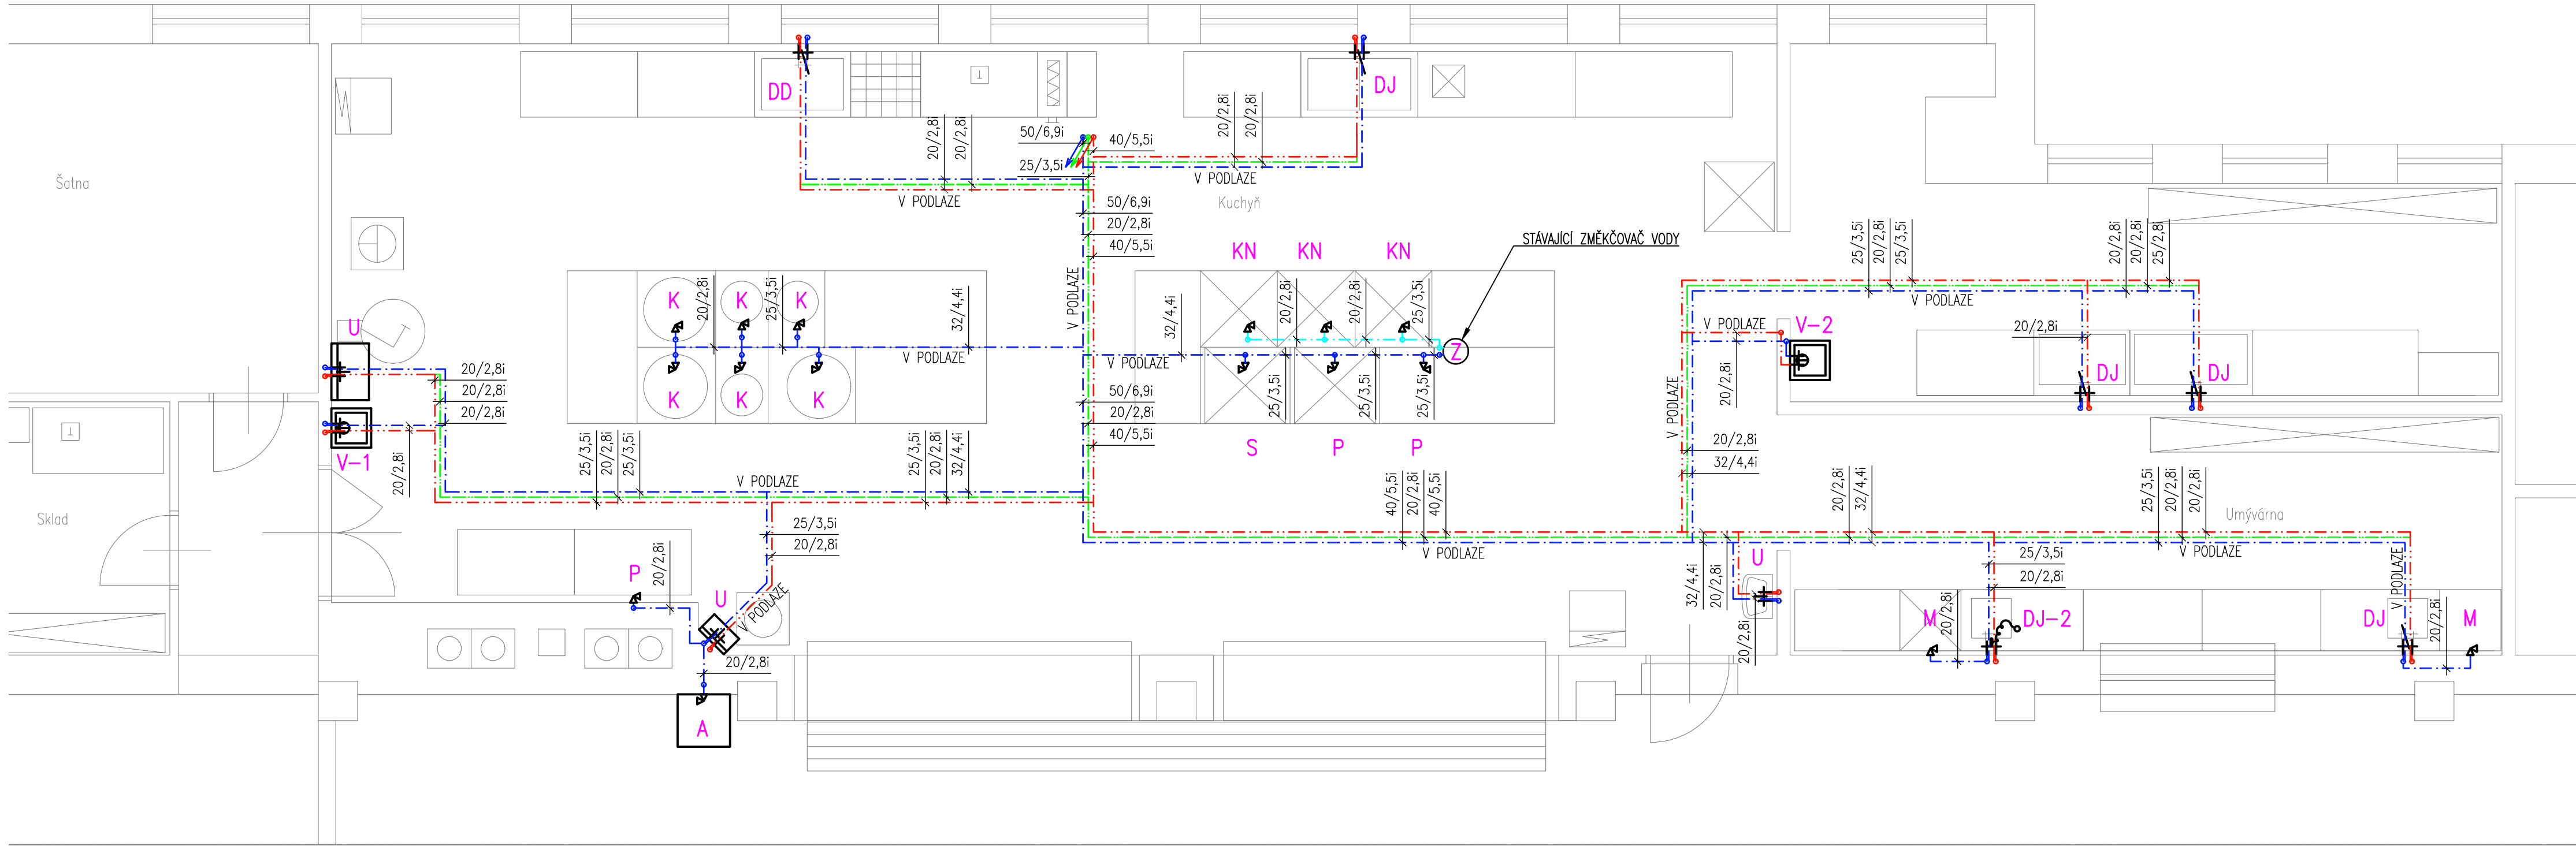 DD
DJ
20/2,8i
20/2,8i
50/6,9i
40/5,5i
25/3,5i
20/2,8i
20/2,8i
V PODLAZE
V PODLAZE
Šatna
Kuchyň
50/6,9i
20/2,8i
40/5,5i
STÁVAJÍCÍ ZMĚKČOVAČ VODY
KN
KN
KN
25/3,5i
20/2,8i
25/3,5i
20/2,8i
20/2,8i
25/2,8i
V PODLAZE
K
K
K
20/2,8i
25/3,5i
32/4,4i
V PODLAZE
V PODLAZE
32/4,4i
V PODLAZE
20/2,8i
20/2,8i
25/3,5i
Z
V PODLAZE
V-2
20/2,8i
20/2,8i
U
20/2,8i
20/2,8i
20/2,8i
K
K
K
50/6,9i
20/2,8i
40/5,5i
25/3,5i
25/3,5i
25/3,5i
DJ
DJ
V PODLAZE
V-1
20/2,8i
S
P
P
20/2,8i
32/4,4i
25/3,5i
20/2,8i
25/3,5i
V PODLAZE
25/3,5i
20/2,8i
32/4,4i
40/5,5i
20/2,8i
40/5,5i
V PODLAZE
20/2,8i
32/4,4i
25/3,5i
20/2,8i
20/2,8i
V PODLAZE
Sklad
Umývárna
25/3,5i
20/2,8i
P
20/2,8i
U
V PODLAZE
32/4,4i
20/2,8i
U
20/2,8i
25/3,5i
20/2,8i
V PODLAZE
M
20/2,8i
DJ-2
DJ
20/2,8i
M
20/2,8i
A